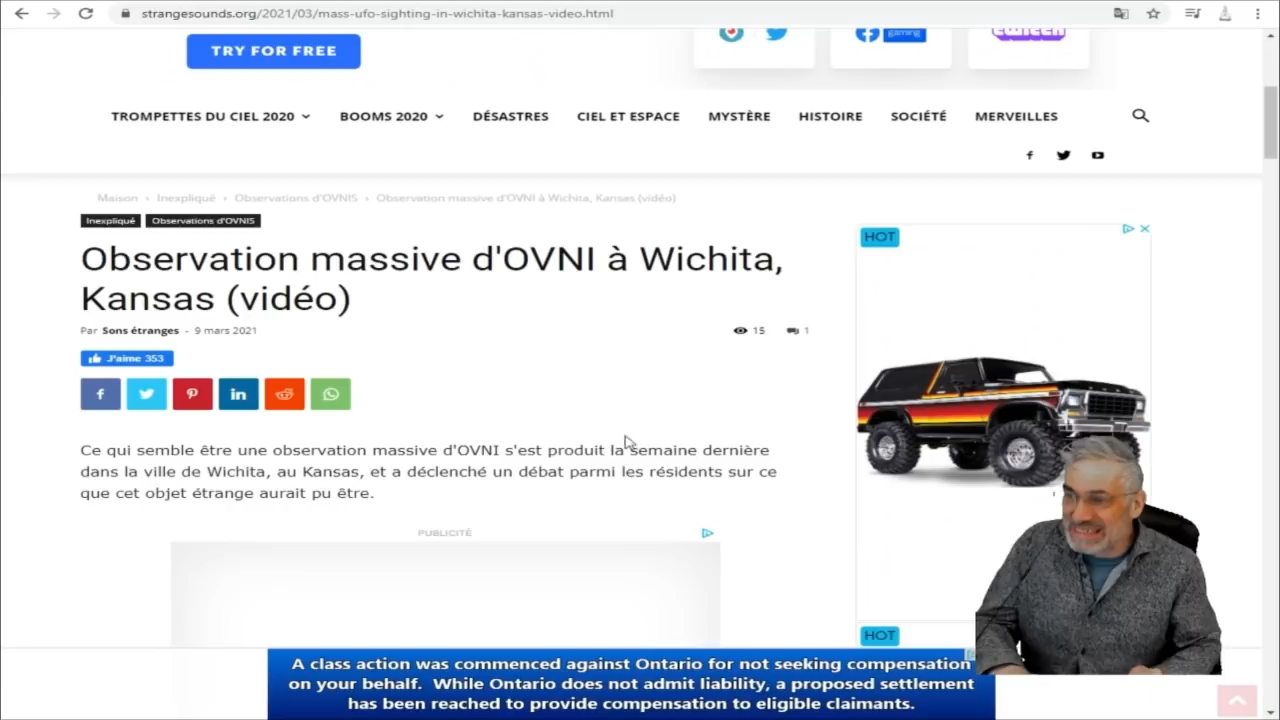 strangesounds.org/2021/03/mass-ufo-sighting-in-wichita-kansas-video.html
TRY FOR FREE
gaming
twitch
TROMPETTES DU CIEL 2020
BOOMS 2020
DÉSASTRES
CIEL ET ESPACE
MYSTÈRE
HISTOIRE
SOCIÉTÉ
MERVEILLES
Maison › Inexpliqué › Observations d'OVNIS › Observation massive d'OVNI à Wichita, Kansas (vidéo)
Inexpliqué
Observations d'OVNIS
HOT
Observation massive d'OVNI à Wichita,
Kansas (vidéo)
Par Sons étranges - 9 mars 2021
15
1
J'aime 353
Ce qui semble être une observation massive d'OVNI s'est produit la semaine dernière
dans la ville de Wichita, au Kansas, et a déclenché un débat parmi les résidents sur ce
que cet objet étrange aurait pu être.
PUBLICITÉ
HOT
A class action was commenced against Ontario for not seeking compensation
on your behalf. While Ontario does not admit liability, a proposed settlement
has been reached to provide compensation to eligible claimants.